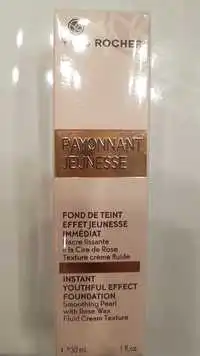 YVES ROCHER
RAYONNANT
JEUNESSE
FOND DE TEINT
EFFET JEUNESSE
IMMÉDIAT
Nacre lissante
à la Cire de Rose
Texture crème fluide
INSTANT
YOUTHFUL EFFECT
FOUNDATION
Smoothing Pearl
with Rose Wax
Fluid Cream Texture
30 ml 1 fl.oz